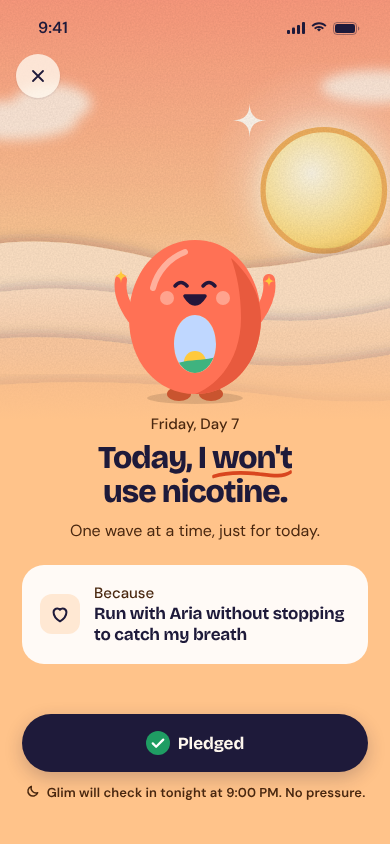 9:41
Friday, Day 7
Today, I won't
use nicotine.
One wave at a time, just for today.
Because
Run with Aria without stopping
to catch my breath
Pledged
Glim will check in tonight at 9:00 PM. No pressure.